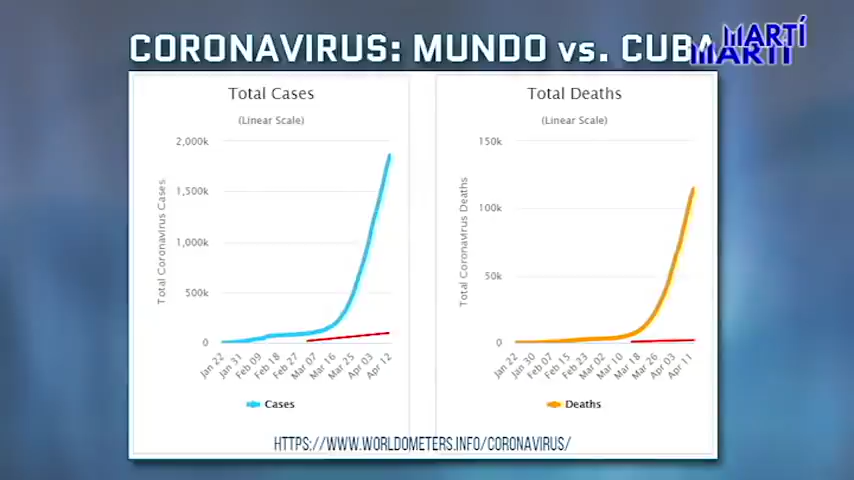 CORONAVIRUS: MUNDO vs. CUBA
MARTÍ
MARTÍ
Total Cases
(Linear Scale)
Total Coronavirus Cases
2,000k
1,500k
1,000k
500k
0
Jan 22
Jan 31
Feb 09
Feb 18
Feb 27
Mar 07
Mar 16
Mar 25
Apr 03
Apr 12
Cases
Total Deaths
(Linear Scale)
Total Coronavirus Deaths
150k
100k
50k
0
Jan 22
Jan 30
Feb 07
Feb 15
Feb 23
Mar 02
Mar 10
Mar 18
Mar 26
Apr 03
Apr 11
Deaths
HTTPS://WWW.WORLDOMETERS.INFO/CORONAVIRUS/